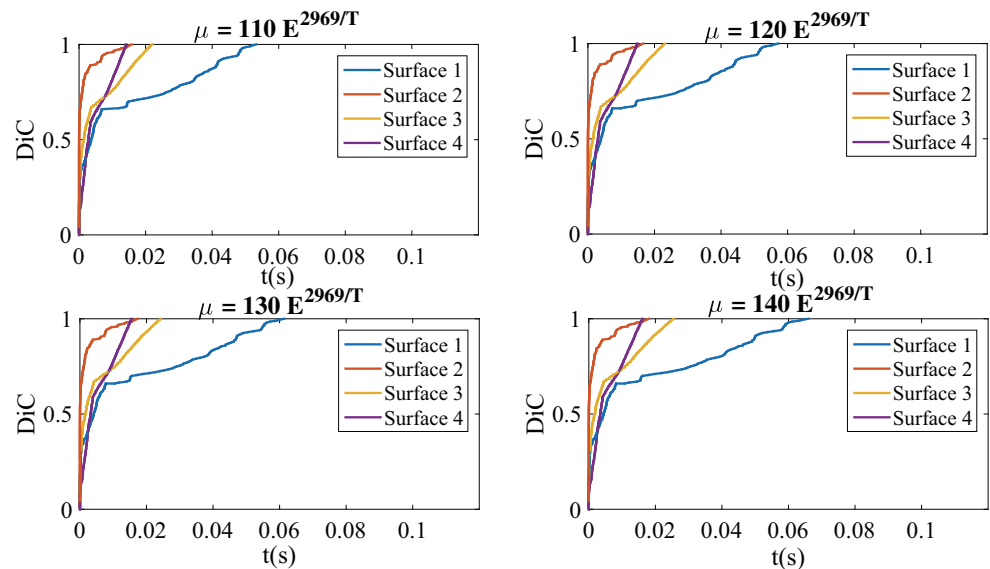 μ = 110 E^2969/T
1
0.5
0
DiC
0 0.02 0.04 0.06 0.08 0.1
t(s)
Surface 1
Surface 2
Surface 3
Surface 4
μ = 120 E^2969/T
1
0.5
0
DiC
0 0.02 0.04 0.06 0.08 0.1
t(s)
Surface 1
Surface 2
Surface 3
Surface 4
μ = 130 E^2969/T
1
0.5
0
DiC
0 0.02 0.04 0.06 0.08 0.1
t(s)
Surface 1
Surface 2
Surface 3
Surface 4
μ = 140 E^2969/T
1
0.5
0
DiC
0 0.02 0.04 0.06 0.08 0.1
t(s)
Surface 1
Surface 2
Surface 3
Surface 4